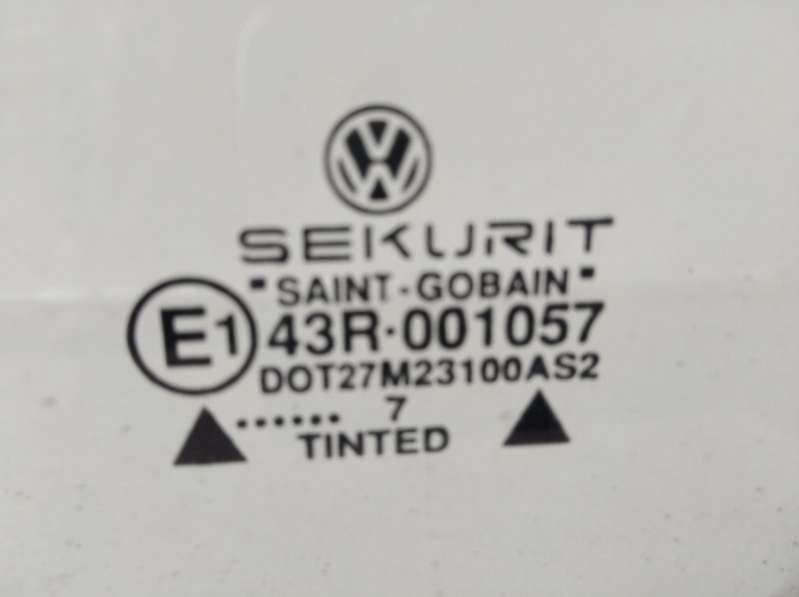 SEKURIT
"SAINT-GOBAIN"
E1 43R·001057
DOT27M23100AS2
...... 7
TINTED